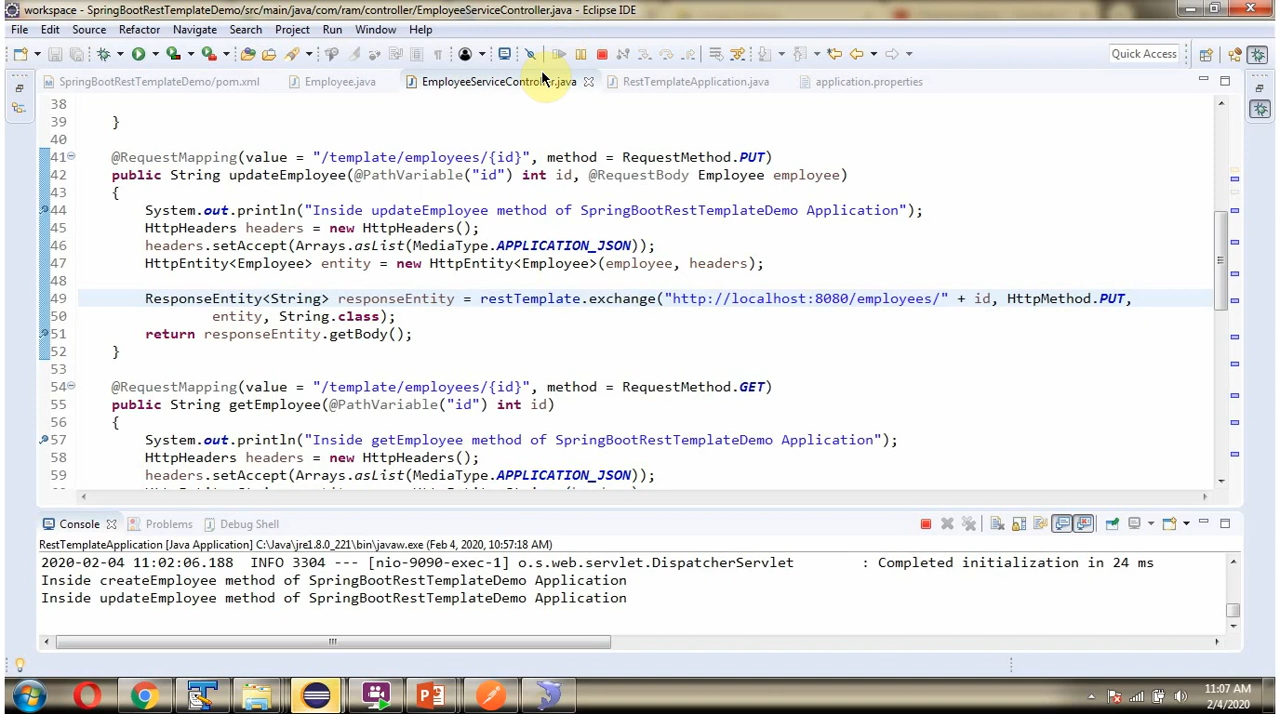 workspace - SpringBootRestTemplateDemo/src/main/java/com/ram/controller/EmployeeServiceController.java - Eclipse IDE
File Edit Source Refactor Navigate Search Project Run Window Help
Quick Access
SpringBootRestTemplateDemo/pom.xml Employee.java EmployeeServiceController.java RestTemplateApplication.java application.properties
38
39 }
40
41 @RequestMapping(value = "/template/employees/{id}", method = RequestMethod.PUT)
42 public String updateEmployee(@PathVariable("id") int id, @RequestBody Employee employee)
43 {
44 System.out.println("Inside updateEmployee method of SpringBootRestTemplateDemo Application");
45 HttpHeaders headers = new HttpHeaders();
46 headers.setAccept(Arrays.asList(MediaType.APPLICATION_JSON));
47 HttpEntity<Employee> entity = new HttpEntity<Employee>(employee, headers);
48
49 ResponseEntity<String> responseEntity = restTemplate.exchange("http://localhost:8080/employees/" + id, HttpMethod.PUT,
50 entity, String.class);
51 return responseEntity.getBody();
52 }
53
54 @RequestMapping(value = "/template/employees/{id}", method = RequestMethod.GET)
55 public String getEmployee(@PathVariable("id") int id)
56 {
57 System.out.println("Inside getEmployee method of SpringBootRestTemplateDemo Application");
58 HttpHeaders headers = new HttpHeaders();
59 headers.setAccept(Arrays.asList(MediaType.APPLICATION_JSON));
Console Problems Debug Shell
RestTemplateApplication [Java Application] C:\Java\jre1.8.0_221\bin\javaw.exe (Feb 4, 2020, 10:57:18 AM)
2020-02-04 11:02:06.188 INFO 3304 --- [nio-9090-exec-1] o.s.web.servlet.DispatcherServlet : Completed initialization in 24 ms
Inside createEmployee method of SpringBootRestTemplateDemo Application
Inside updateEmployee method of SpringBootRestTemplateDemo Application
11:07 AM
2/4/2020